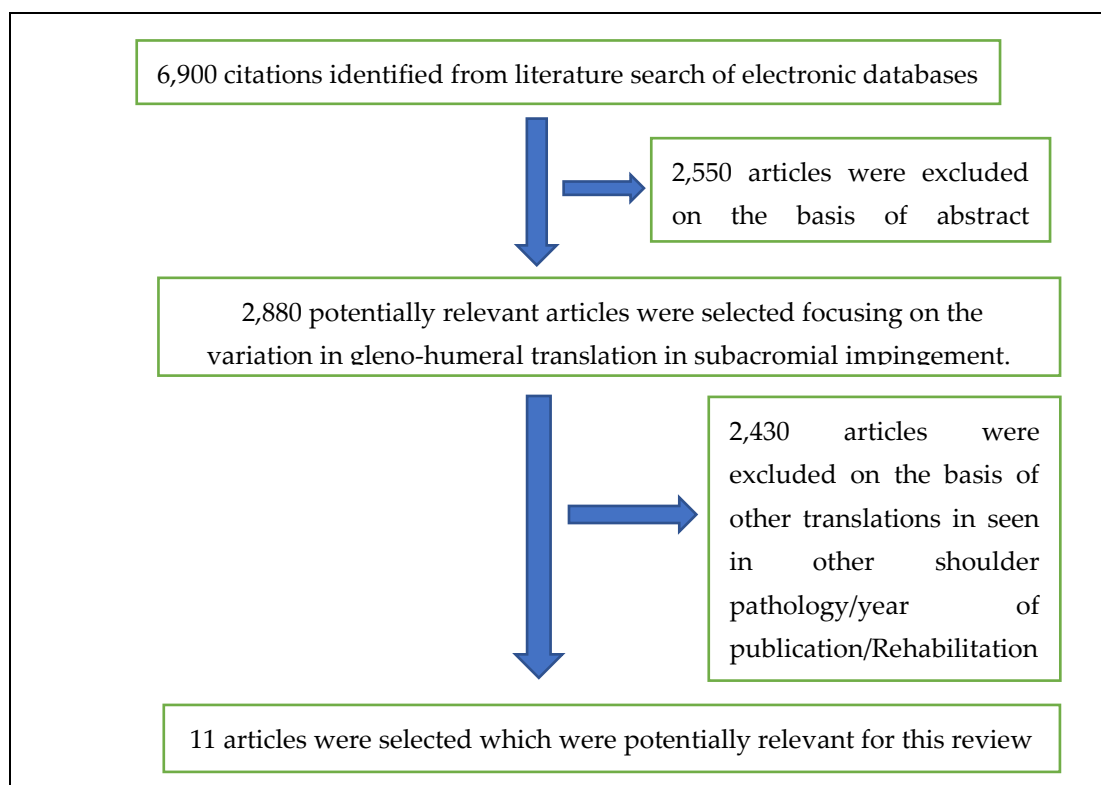 6,900 citations identified from literature search of electronic databases
2,550 articles were excluded
on the basis of abstract
2,880 potentially relevant articles were selected focusing on the
variation in gleno-humeral translation in subacromial impingement.
2,430 articles were
excluded on the basis of
other translations in seen
in other shoulder
pathology/year of
publication/Rehabilitation
11 articles were selected which were potentially relevant for this review